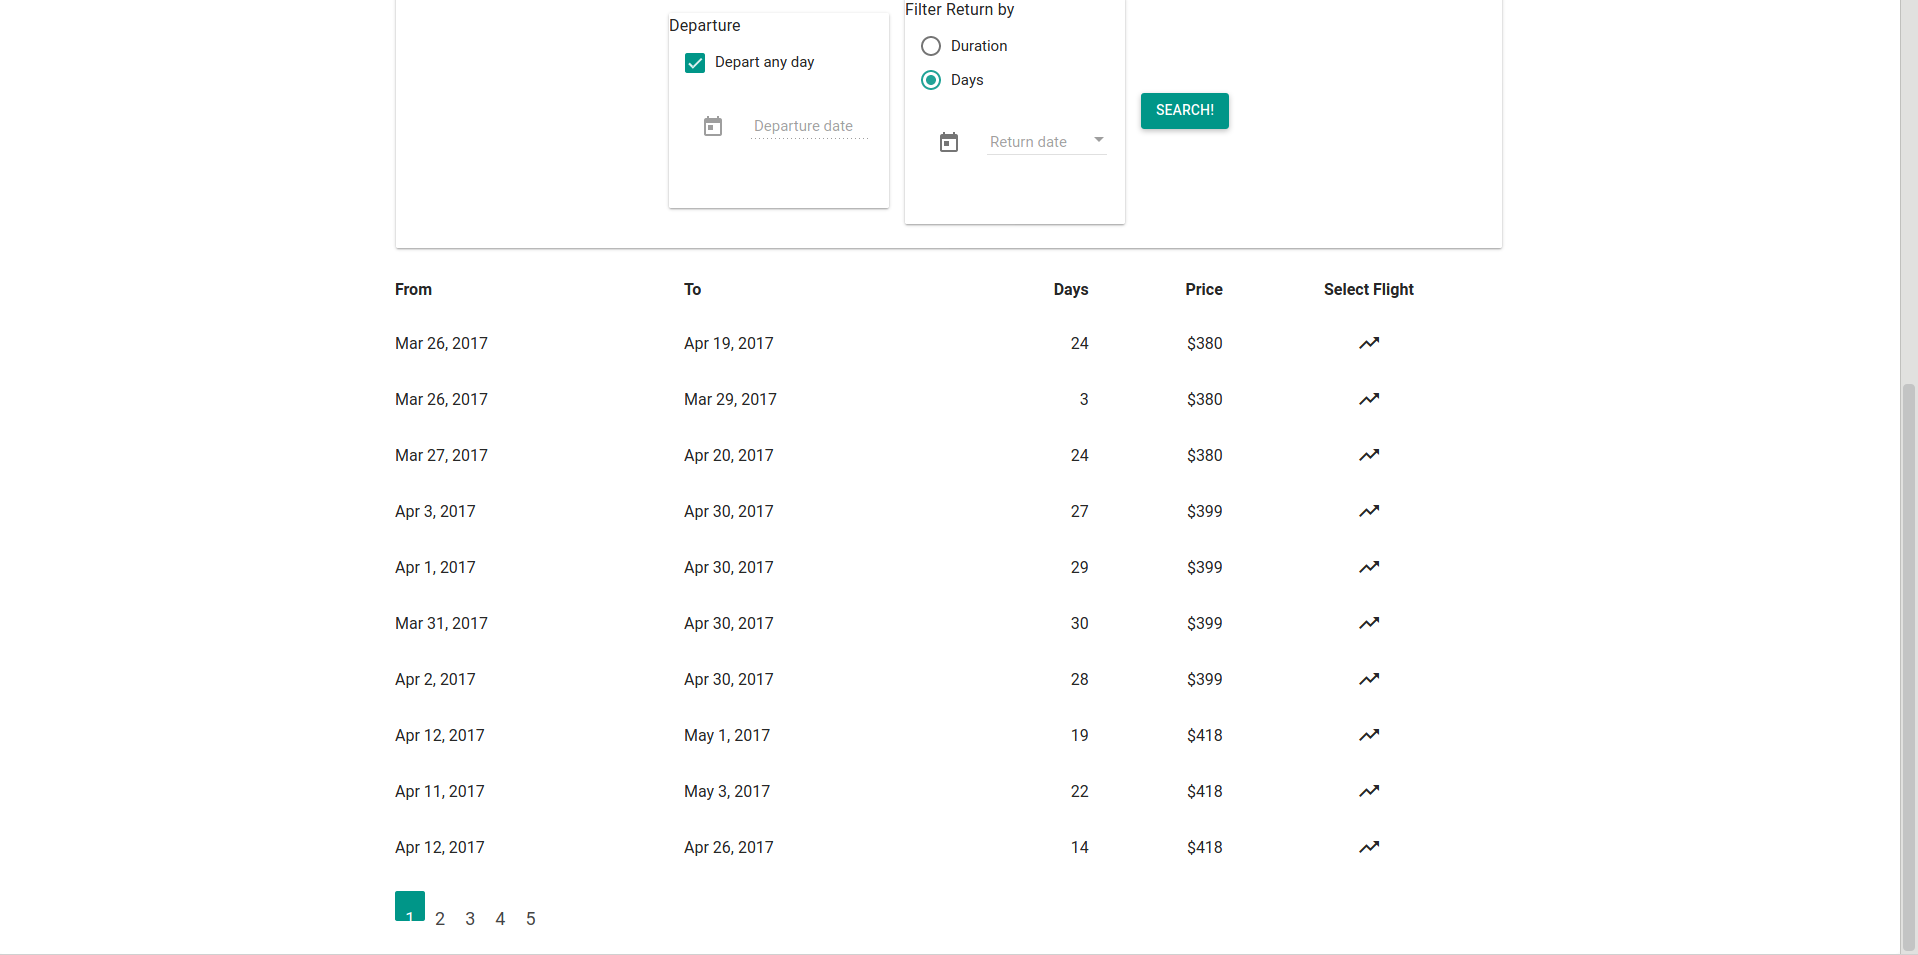 Filter Return by
Departure
Duration
Depart any day
Days
SEARCH!
Departure date
Return date
From To Days Price Select Flight
Mar 26, 2017 Apr 19, 2017 24 $380
Mar 26, 2017 Mar 29, 2017 3 $380
Mar 27, 2017 Apr 20, 2017 24 $380
Apr 3, 2017 Apr 30, 2017 27 $399
Apr 1, 2017 Apr 30, 2017 29 $399
Mar 31, 2017 Apr 30, 2017 30 $399
Apr 2, 2017 Apr 30, 2017 28 $399
Apr 12, 2017 May 1, 2017 19 $418
Apr 11, 2017 May 3, 2017 22 $418
Apr 12, 2017 Apr 26, 2017 14 $418
1 2 3 4 5